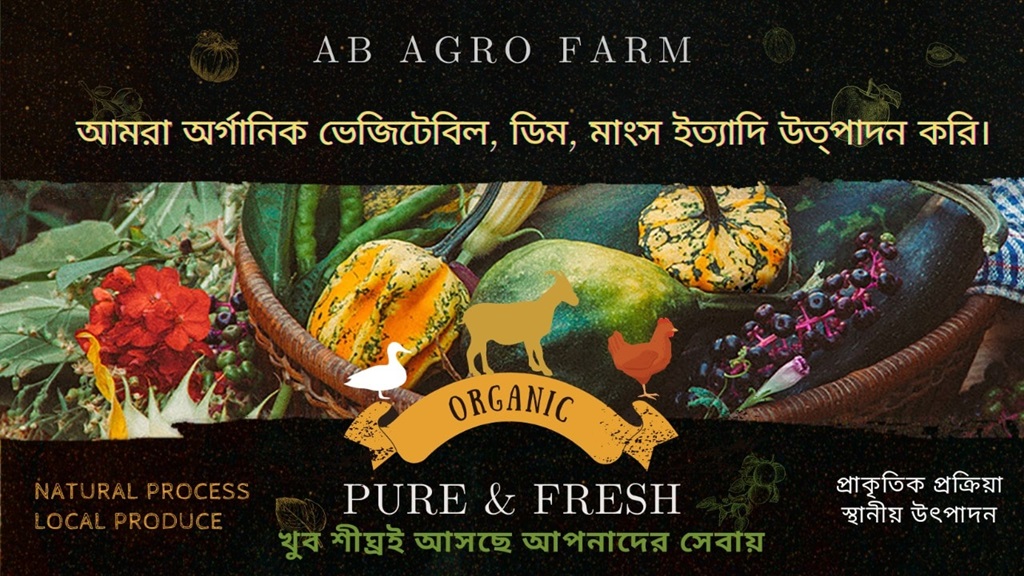 AB AGRO FARM
আমরা অর্গানিক ভেজিটেবিল, ডিম, মাংস ইত্যাদি উত্পাদন করি।
ORGANIC
NATURAL PROCESS
LOCAL PRODUCE
PURE & FRESH
খুব শীঘ্রই আসছে আপনাদের সেবায়
প্রাকৃতিক প্রক্রিয়া
স্থানীয় উৎপাদন